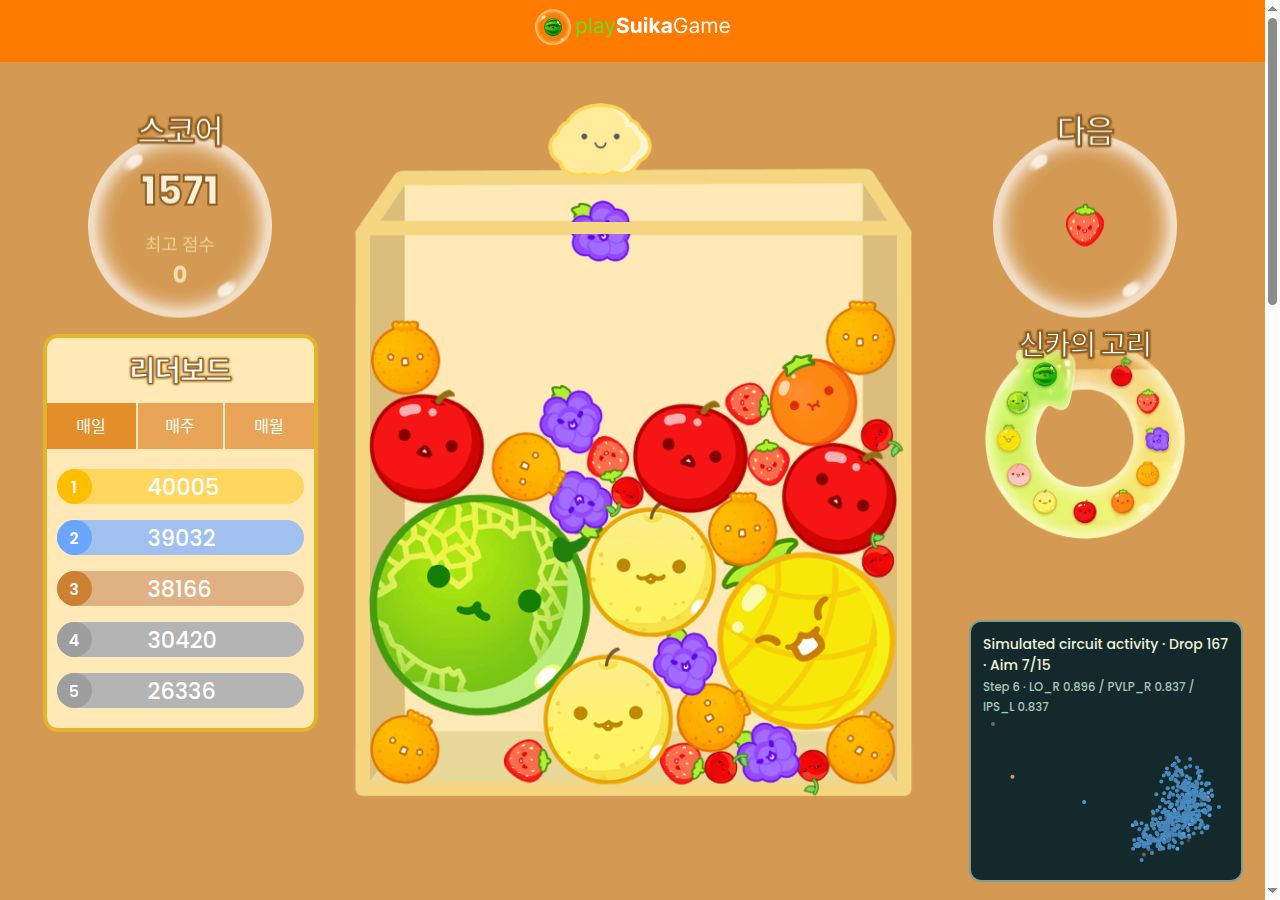 playSuikaGame
스코어
1571
최고 점수
0
다음
신카의 고리
리더보드
매일 매주 매월
1 40005
2 39032
3 38166
4 30420
5 26336
Simulated circuit activity · Drop 167
· Aim 7/15
Step 6 · LO_R 0.896 / PVLP_R 0.837 /
IPS_L 0.837